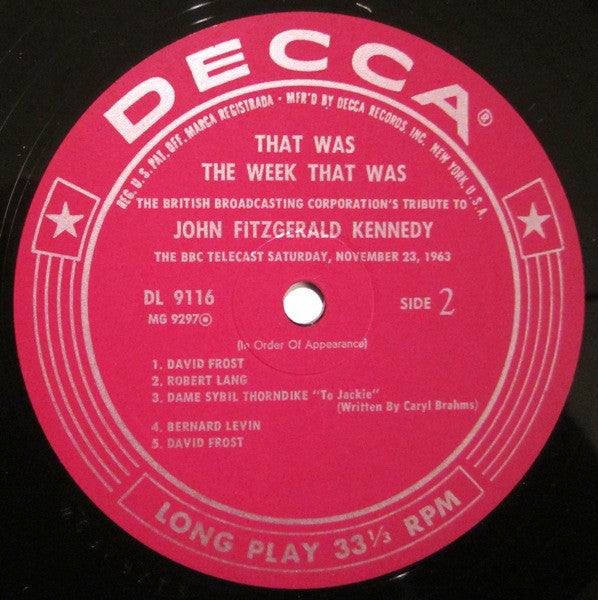 DECCA®
REG. U.S. PAT. OFF. MARCA REGISTRADA • MFR'D BY DECCA RECORDS, INC. NEW YORK, U.S.A.
THAT WAS
THE WEEK THAT WAS
THE BRITISH BROADCASTING CORPORATION'S TRIBUTE TO
JOHN FITZGERALD KENNEDY
THE BBC TELECAST SATURDAY, NOVEMBER 23, 1963
DL 9116
SIDE 2
MG 9297
[In Order Of Appearance]
1. DAVID FROST
2. ROBERT LANG
3. DAME SYBIL THORNDIKE "To Jackie"
(Written By Caryl Brahms)
4. BERNARD LEVIN
5. DAVID FROST
LONG PLAY 33⅓ RPM